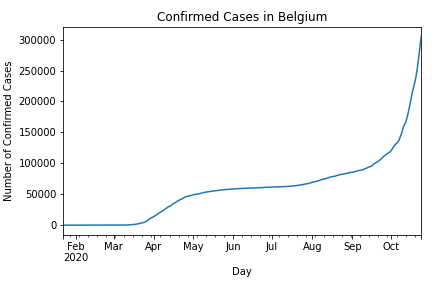 Confirmed Cases in Belgium
Number of Confirmed Cases
300000
250000
200000
150000
100000
50000
0
Feb Mar Apr May Jun Jul Aug Sep Oct
2020
Day